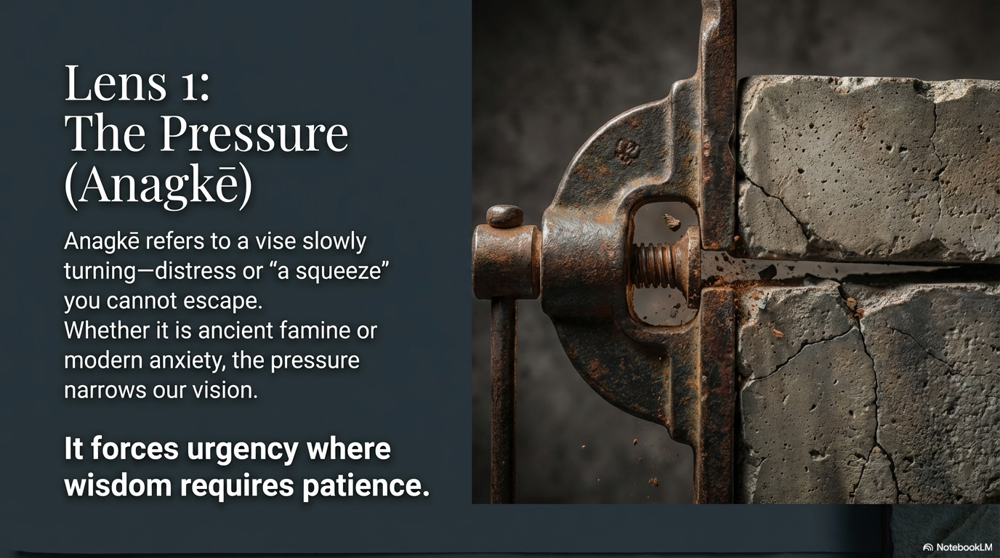 Lens 1:
The Pressure
(Anagkē)
Anagkē refers to a vise slowly
turning—distress or “a squeeze”
you cannot escape.
Whether it is ancient famine or
modern anxiety, the pressure
narrows our vision.
It forces urgency where
wisdom requires patience.
NotebookLM